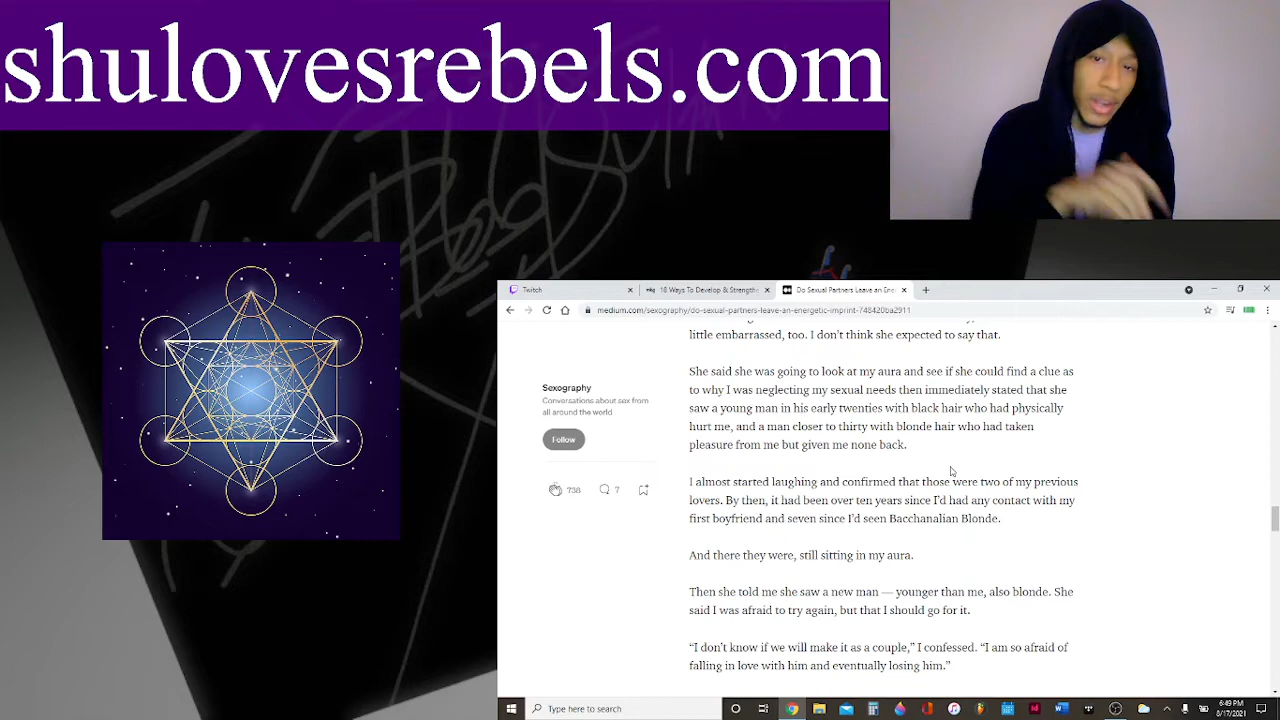 shulovesrebels.com
Twitch
18 Ways To Develop & Strengthe
Do Sexual Partners Leave an Ener
medium.com/sexography/do-sexual-partners-leave-an-energetic-imprint-748420ba2911
little embarrassed, too. I don't think she expected to say that.
Sexography
Conversations about sex from
all around the world
Follow
738
7
She said she was going to look at my aura and see if she could find a clue as
to why I was neglecting my sexual needs then immediately stated that she
saw a young man in his early twenties with black hair who had physically
hurt me, and a man closer to thirty with blonde hair who had taken
pleasure from me but given me none back.
I almost started laughing and confirmed that those were two of my previous
lovers. By then, it had been over ten years since I'd had any contact with my
first boyfriend and seven since I'd seen Bacchanalian Blonde.
And there they were, still sitting in my aura.
Then she told me she saw a new man — younger than me, also blonde. She
said I was afraid to try again, but that I should go for it.
“I don't know if we will make it as a couple,” I confessed. “I am so afraid of
falling in love with him and eventually losing him.”
Type here to search
6:49 PM
8/17/2021